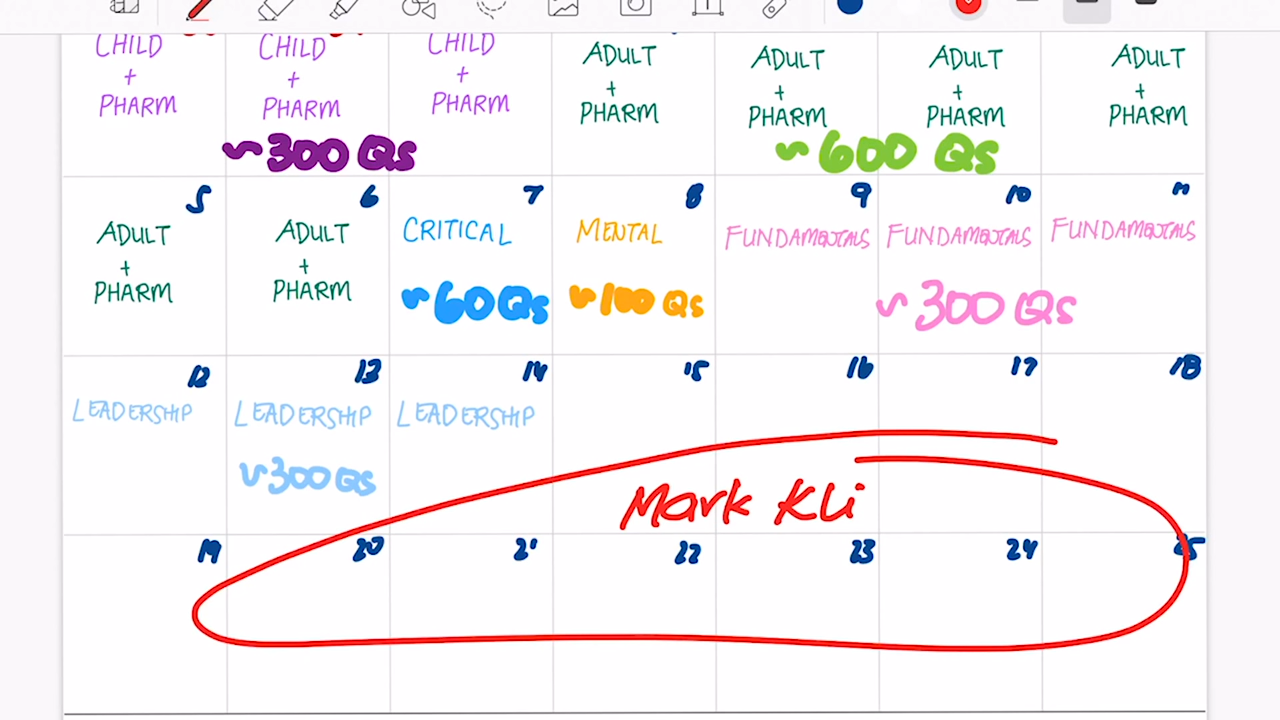 CHILD CHILD CHILD ADULT ADULT ADULT ADULT
+ + + + + + +
PHARM PHARM PHARM PHARM PHARM PHARM PHARM
~300 Qs ~600 Qs
5 6 7 8 9 10 11
ADULT ADULT CRITICAL MENTAL FUNDAMENTALS FUNDAMENTALS FUNDAMENTALS
+ +
PHARM PHARM ~60Qs ~100 Qs ~300 Qs
12 13 14 15 16 17 18
LEADERSHIP LEADERSHIP LEADERSHIP
~300 Qs
Mark Kli
19 20 21 22 23 24 25